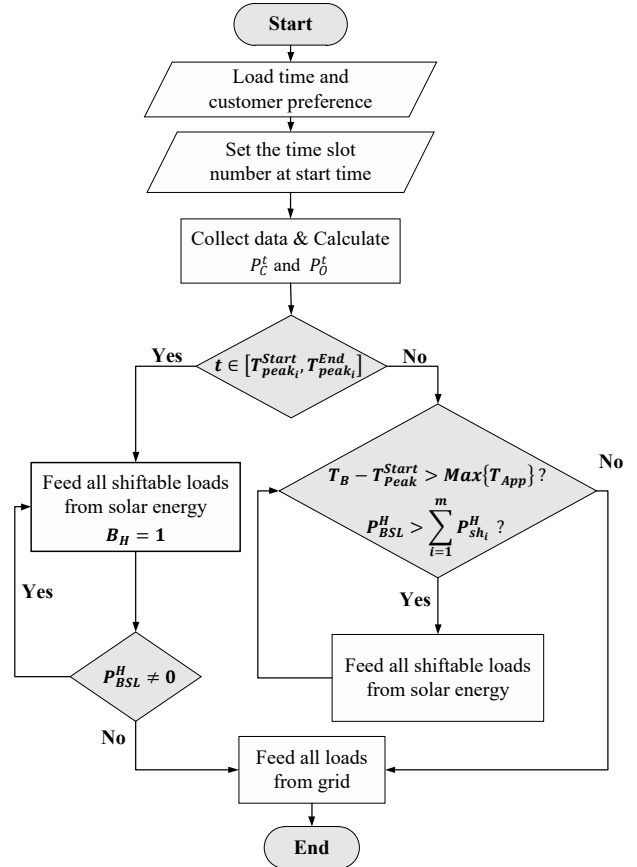 Start
Load time and
customer preference
Set the time slot
number at start time
Collect data & Calculate
P_C^t and P_O^t
Yes
t ∈ [T_{peak_i}^{Start}, T_{peak_i}^{End}]
No
Feed all shiftable loads
from solar energy
B_H = 1
T_B − T_{Peak}^{Start} > Max{T_{App}} ?
P_{BSL}^H > ∑_{i=1}^{m} P_{sh_i}^H ?
No
Yes
Yes
P_{BSL}^H ≠ 0
Feed all shiftable loads
from solar energy
No
Feed all loads
from grid
End